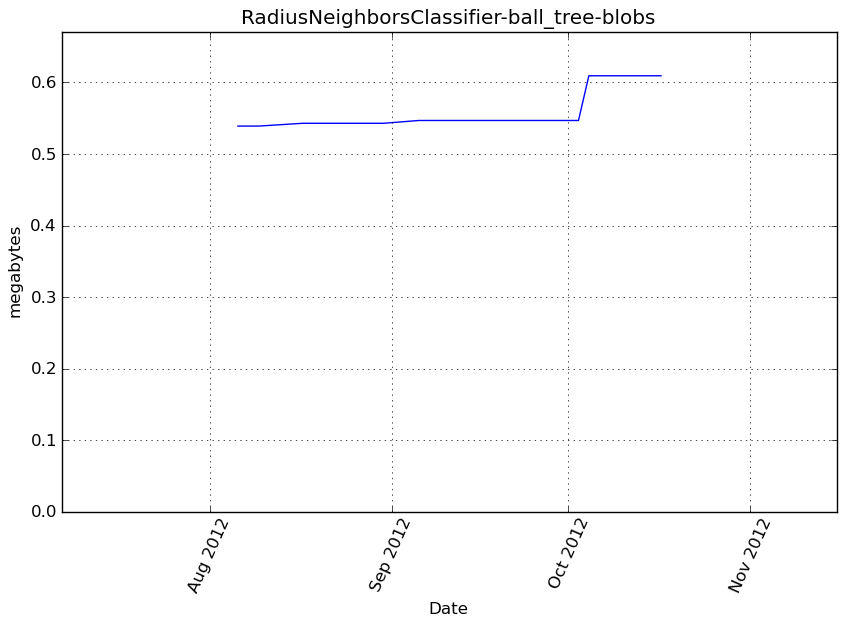 RadiusNeighborsClassifier-ball_tree-blobs
0.6
0.5
0.4
0.3
0.2
0.1
0.0
megabytes
Aug 2012
Sep 2012
Oct 2012
Nov 2012
Date